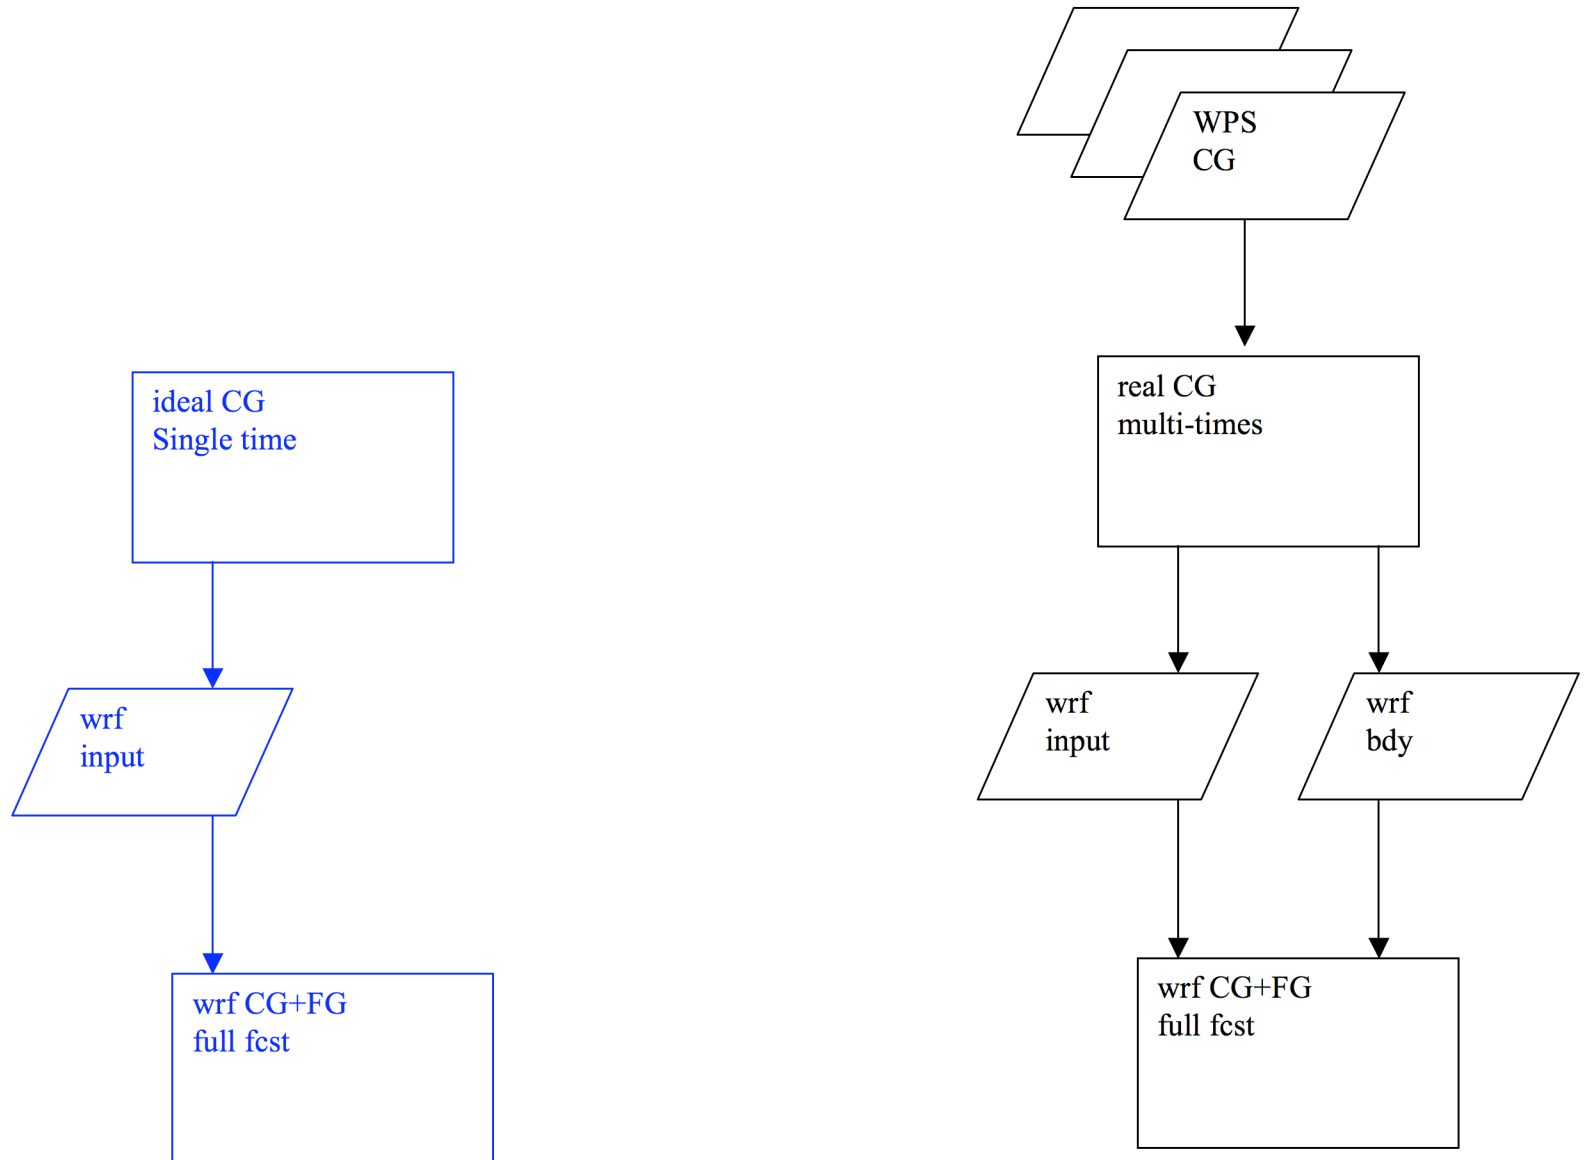 WPS
CG
ideal CG
Single time
real CG
multi-times
wrf
input
wrf
input
wrf
bdy
wrf CG+FG
full fcst
wrf CG+FG
full fcst